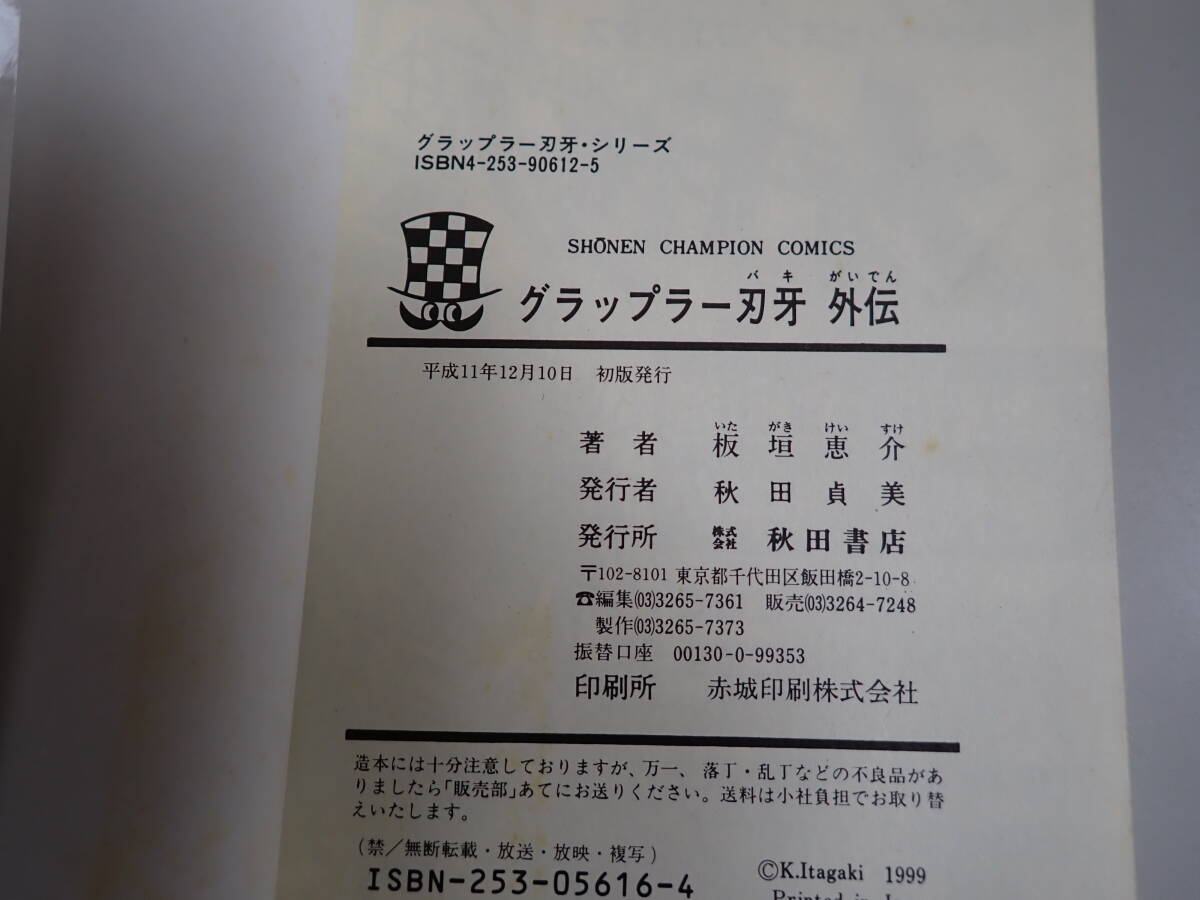 グラップラー刃牙・シリーズ
ISBN4-253-90612-5
SHŌNEN CHAMPION COMICS
バキ がいでん
グラップラー刃牙 外伝
平成11年12月10日 初版発行
いた がき けい すけ
著者 板垣恵介
発行者 秋田貞美
発行所 株式会社 秋田書店
〒102-8101 東京都千代田区飯田橋2-10-8
☎編集(03)3265-7361 販売(03)3264-7248
製作(03)3265-7373
振替口座 00130-0-99353
印刷所 赤城印刷株式会社
造本には十分注意しておりますが、万一、落丁・乱丁などの不良品があ
りましたら「販売部」あてにお送りください。送料は小社負担でお取り替
えいたします。
(禁/無断転載・放送・放映・複写)
ISBN-253-05616-4
©K.Itagaki 1999
Printed in